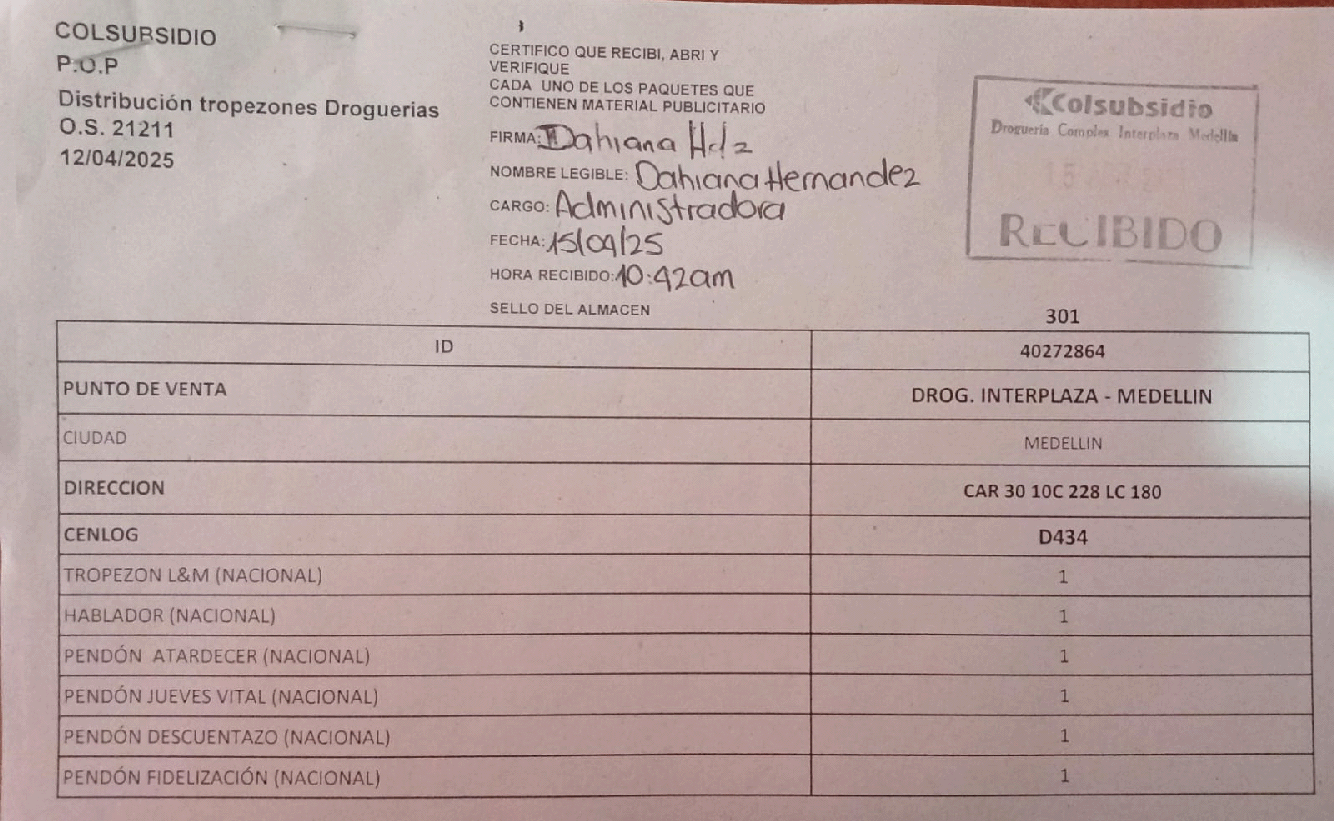 COLSUBSIDIO
P.O.P
Distribución tropezones Droguerias
O.S. 21211
12/04/2025
CERTIFICO QUE RECIBI, ABRI Y
VERIFIQUE
CADA UNO DE LOS PAQUETES QUE
CONTIENEN MATERIAL PUBLICITARIO
FIRMA: Dahiana Hdz
NOMBRE LEGIBLE: Dahiana Hernandez
CARGO: Administradora
FECHA: 15/04/25
HORA RECIBIDO: 10:42am
SELLO DEL ALMACEN
Colsubsidio
Droguería Complex Interplaza Medellín
15
RECIBIDO
301
ID 40272864
PUNTO DE VENTA DROG. INTERPLAZA - MEDELLIN
CIUDAD MEDELLIN
DIRECCION CAR 30 10C 228 LC 180
CENLOG D434
TROPEZON L&M (NACIONAL) 1
HABLADOR (NACIONAL) 1
PENDÓN ATARDECER (NACIONAL) 1
PENDÓN JUEVES VITAL (NACIONAL) 1
PENDÓN DESCUENTAZO (NACIONAL) 1
PENDÓN FIDELIZACIÓN (NACIONAL) 1